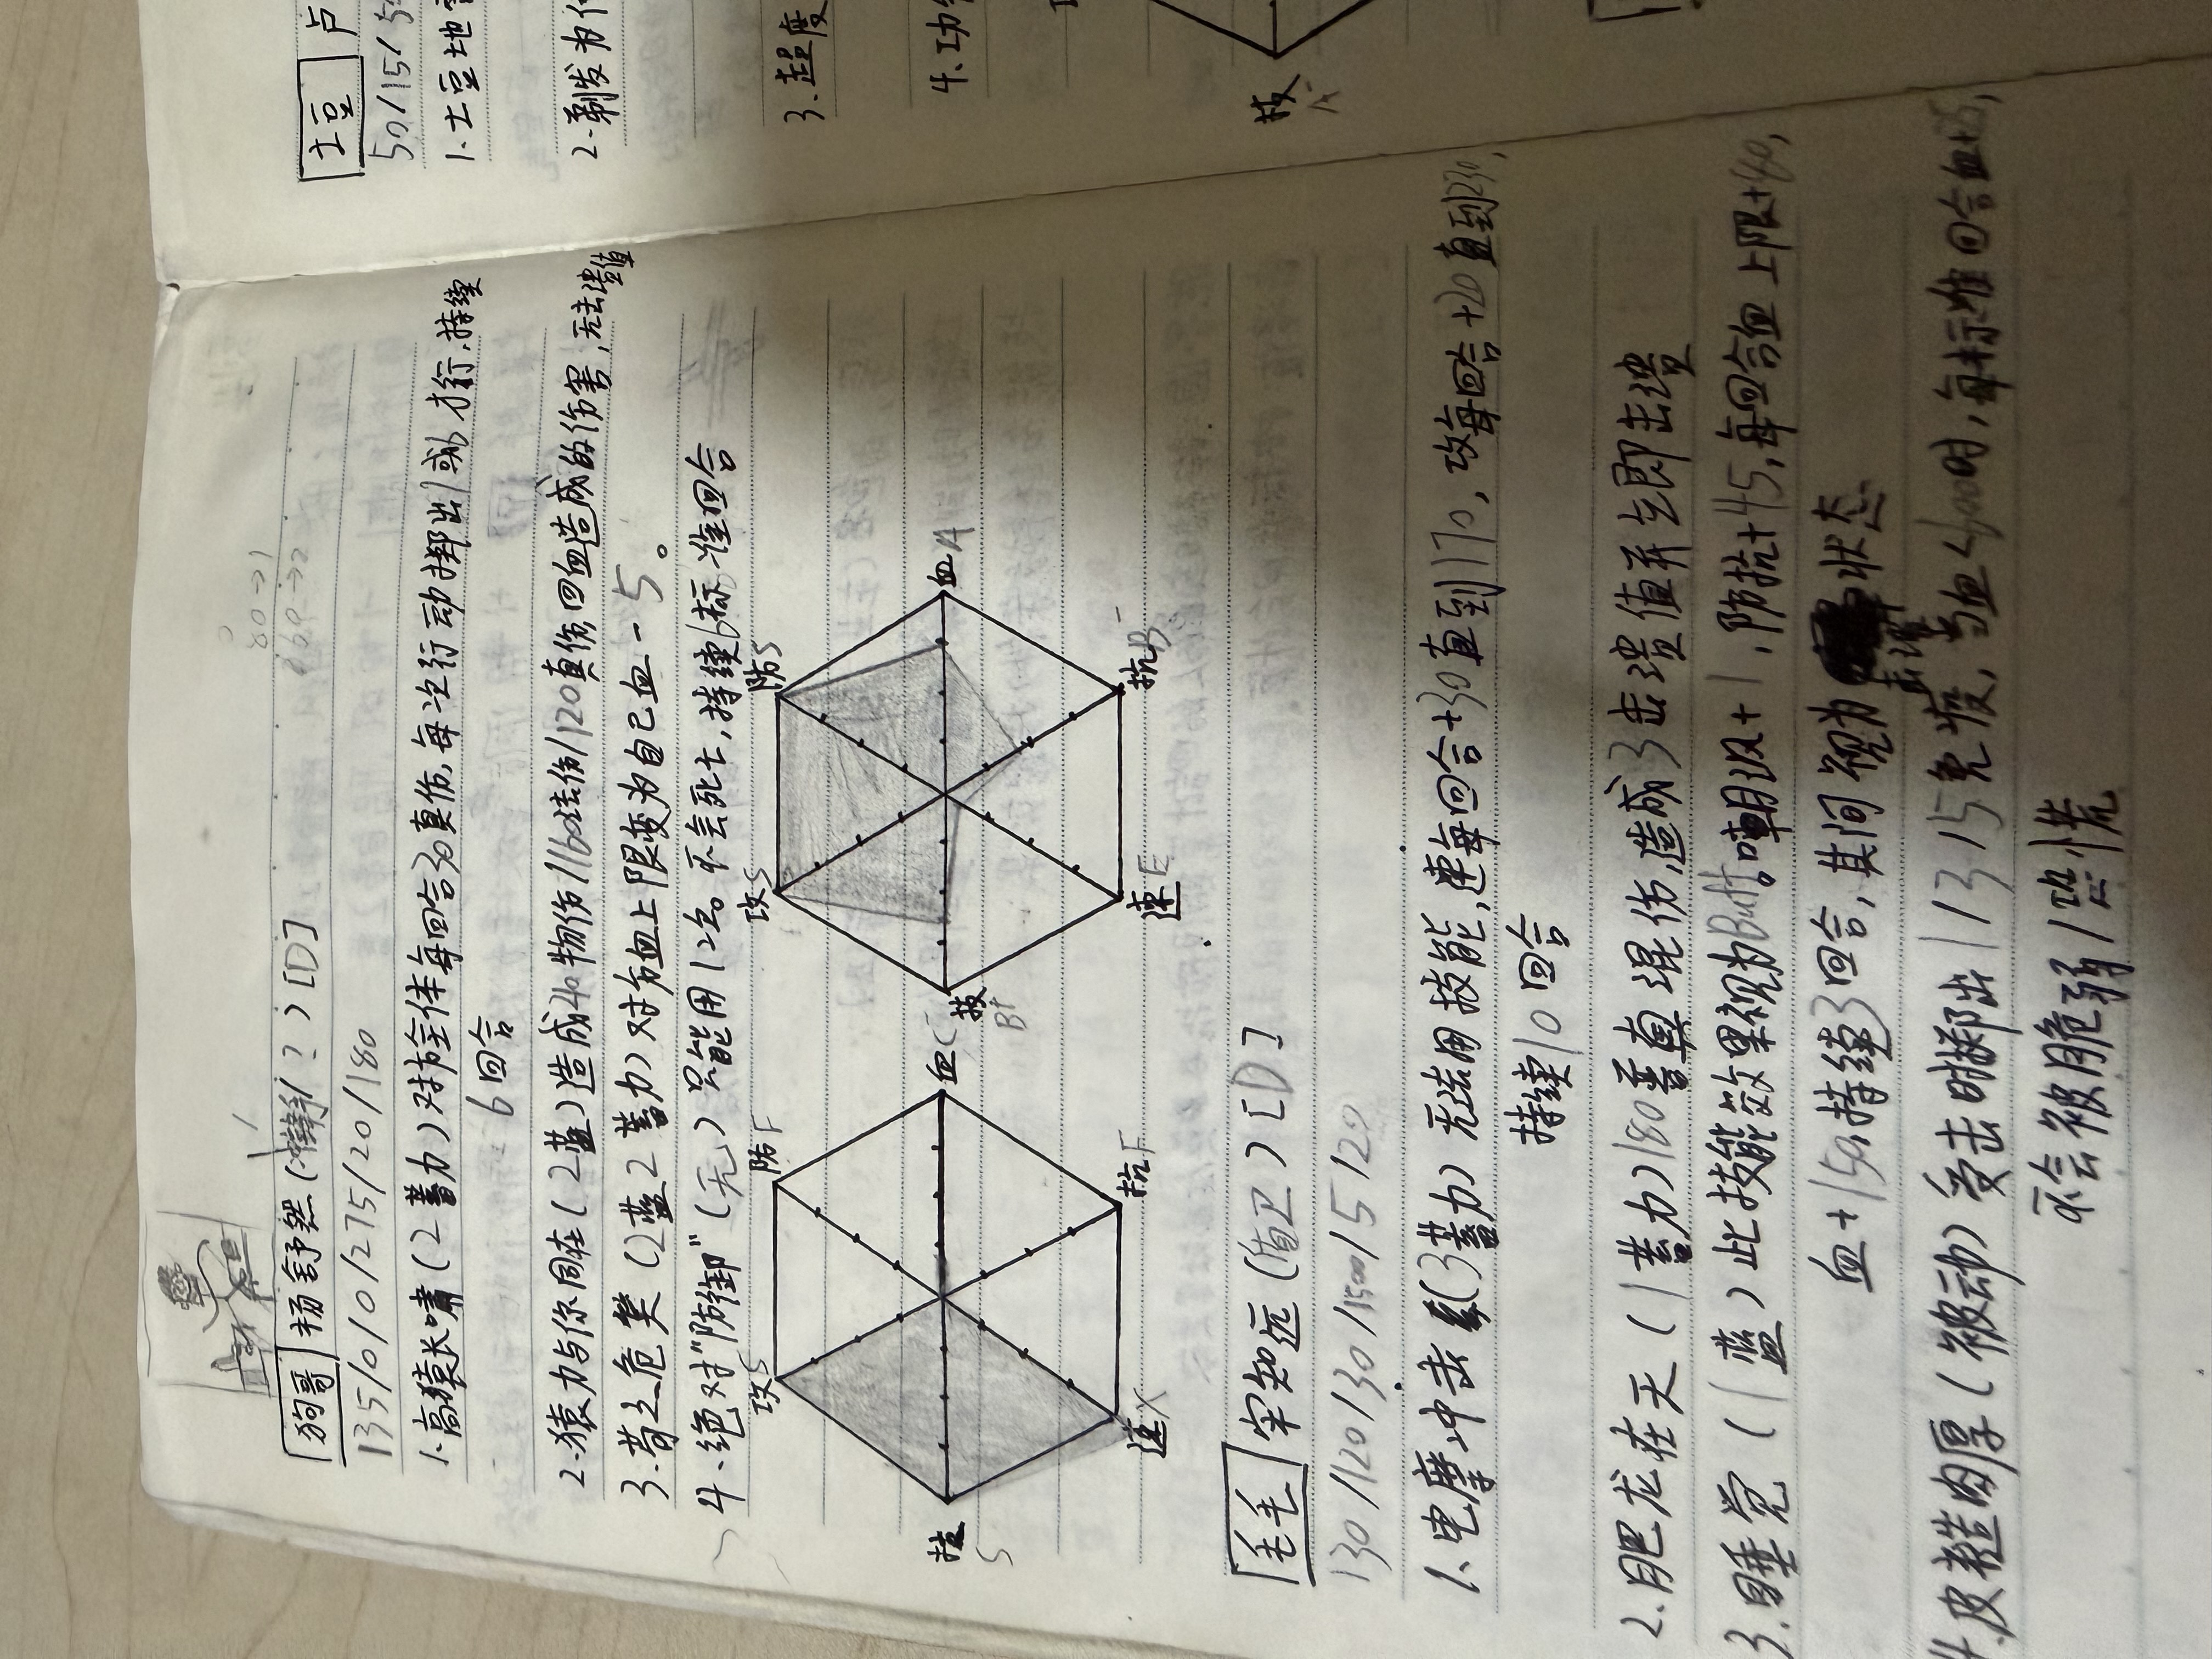 80→1
160→2
狗哥 杨舒然( ? )[D]
135/0/0/275/20/180
1.高猿长啸(2蓄力)对方全体每回合30真伤,每次行动掷出1或6才行,持续
6回合
2.猿力与你同在(2蓝)造成240物伤/160法伤/120真伤,回血造成的伤害,无击溃值
3.苟之危笑(2蓝2蓄力)对方血上限变为自己血-5。
4.绝对"防御"(无)只能用12次。不会死亡,持续6标准回合
攻S 防F 攻S 防S
技S 血C 技B+ 血A
速X 抗F 速E 抗B-
毛毛 牢知远(盾卫)[D]
130/120/30/1500/5/20
1.电摩冲击(3蓄力)无法用技能,速每回合+30直到170,攻每回合+20直到230,
持续10回合
2.肥龙在天(1蓄力)180普真混伤,造成3击溃值并立即击溃
3.睡觉(1蓝)此技能效果视为Buff。嘲讽+1,防抗+45,每回合血上限+80,
血+150,持续3回合,其间视为击溃状态
4.皮糙肉厚(被动)受击时掷出1/3/5免疫,当血<600时,每标准回合血+
不会被脆弱/恐慌
土豆 卢
50/15/
1.土豆地
2.剃发为
3.超度
4.功
技A-